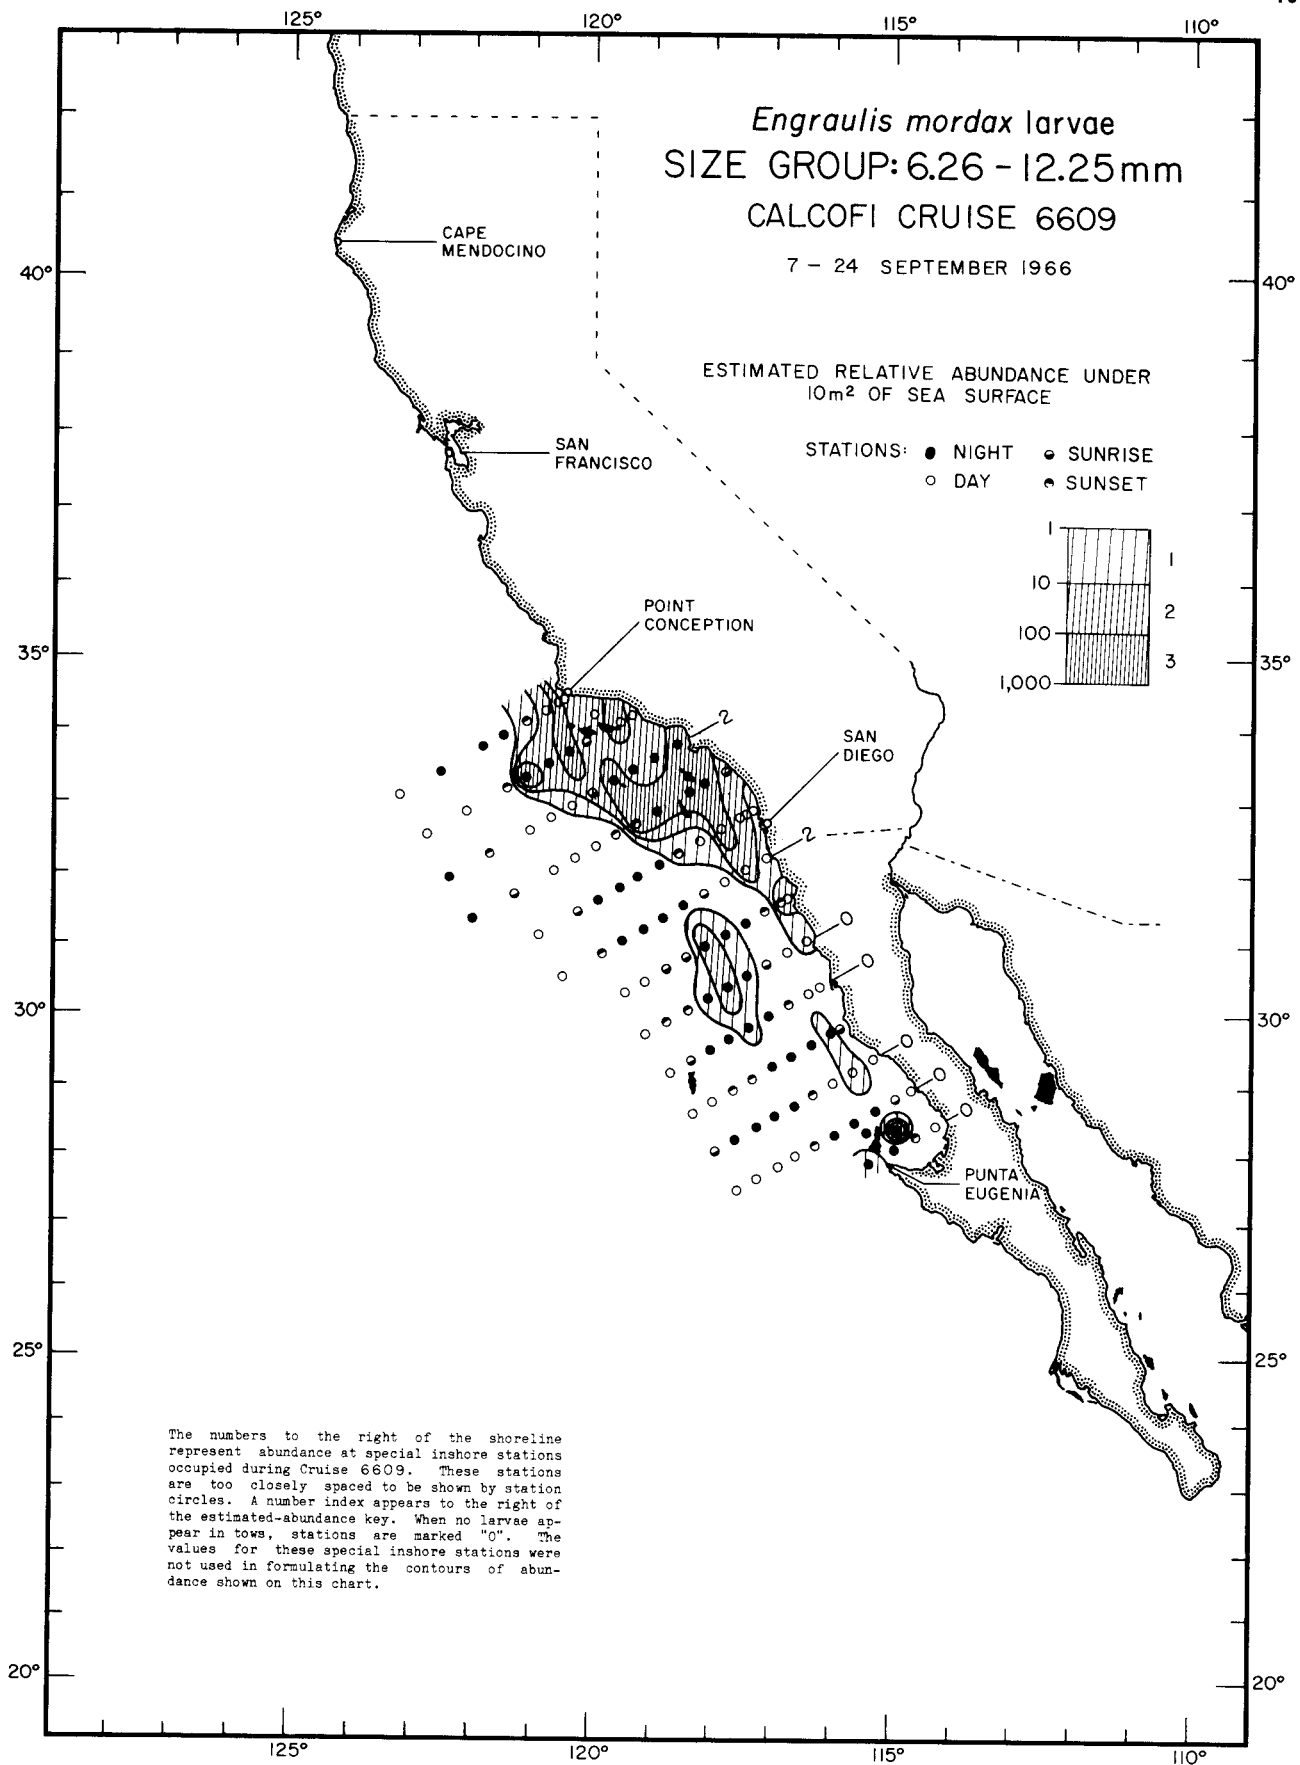 125°
120°
115°
110°
Engraulis mordax larvae
SIZE GROUP: 6.26 - 12.25mm
CALCOFI CRUISE 6609
7 - 24 SEPTEMBER 1966
CAPE
MENDOCINO
40°
40°
ESTIMATED RELATIVE ABUNDANCE UNDER
10m² OF SEA SURFACE
STATIONS: ● NIGHT SUNRISE
○ DAY SUNSET
SAN
FRANCISCO
1
1
10
2
100
3
1,000
POINT
CONCEPTION
35°
35°
2
SAN
DIEGO
2
0
0
30°
30°
0
0
0
PUNTA
EUGENIA
25°
25°
The numbers to the right of the shoreline
represent abundance at special inshore stations
occupied during Cruise 6609. These stations
are too closely spaced to be shown by station
circles. A number index appears to the right of
the estimated-abundance key. When no larvae ap-
pear in tows, stations are marked "0". The
values for these special inshore stations were
not used in formulating the contours of abun-
dance shown on this chart.
20°
20°
125°
120°
115°
110°